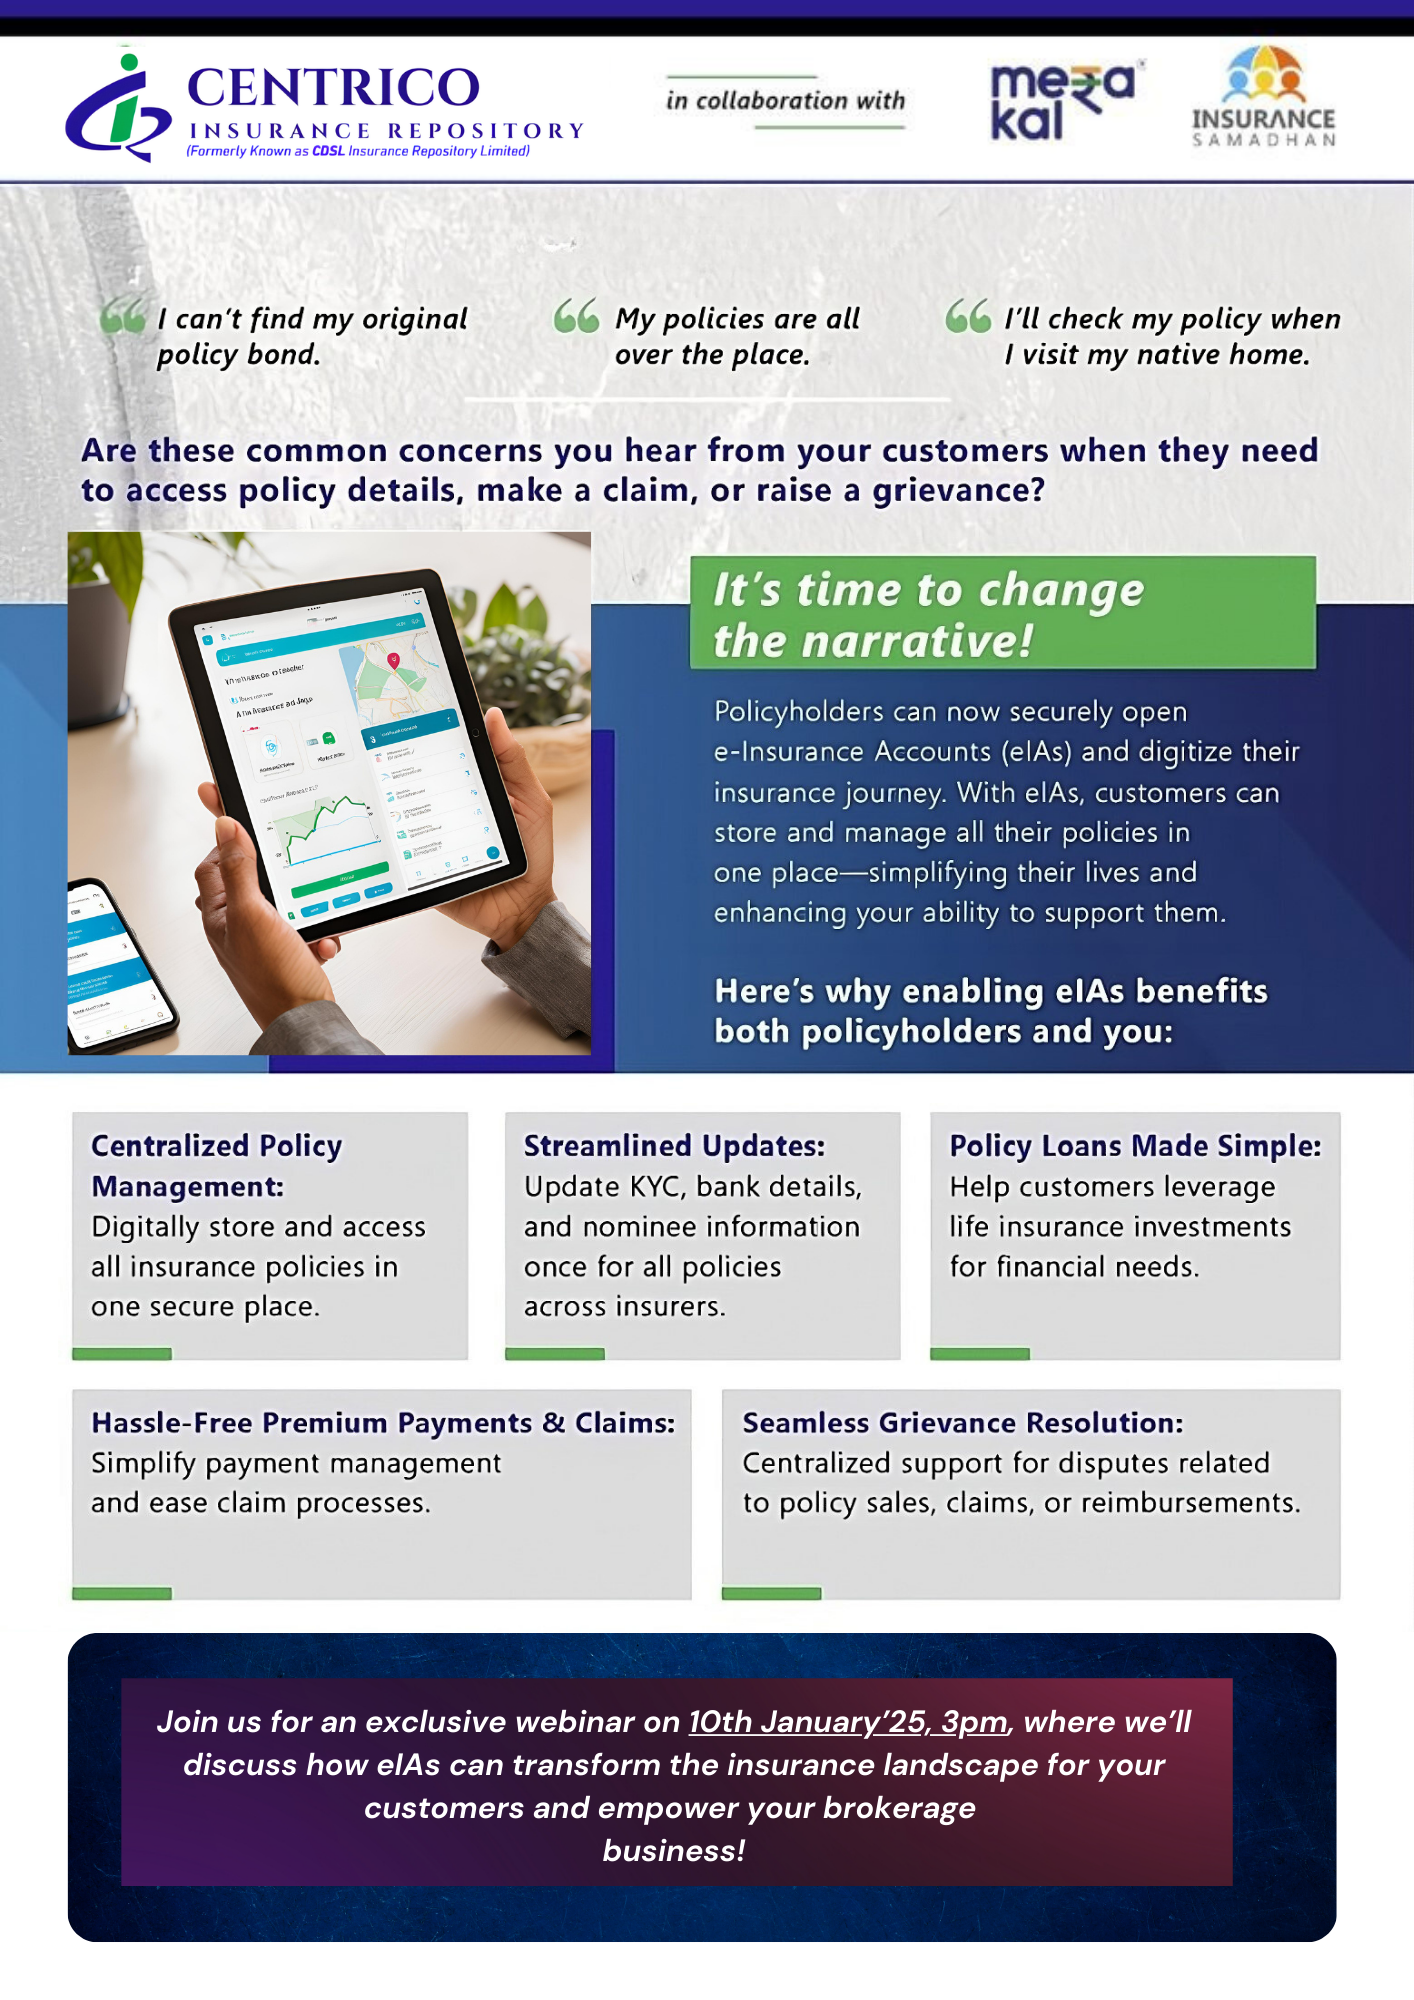 CENTRICO
INSURANCE REPOSITORY
(Formerly Known as CDSL Insurance Repository Limited)
in collaboration with
mera
kal
INSURANCE
SAMADHAN
I can't find my original
policy bond.
My policies are all
over the place.
I'll check my policy when
I visit my native home.
Are these common concerns you hear from your customers when they need
to access policy details, make a claim, or raise a grievance?
It's time to change
the narrative!
Policyholders can now securely open
e-Insurance Accounts (eIAs) and digitize their
insurance journey. With eIAs, customers can
store and manage all their policies in
one place—simplifying their lives and
enhancing your ability to support them.
Here's why enabling eIAs benefits
both policyholders and you:
Centralized Policy
Management:
Digitally store and access
all insurance policies in
one secure place.
Streamlined Updates:
Update KYC, bank details,
and nominee information
once for all policies
across insurers.
Policy Loans Made Simple:
Help customers leverage
life insurance investments
for financial needs.
Hassle-Free Premium Payments & Claims:
Simplify payment management
and ease claim processes.
Seamless Grievance Resolution:
Centralized support for disputes related
to policy sales, claims, or reimbursements.
Join us for an exclusive webinar on 10th January'25, 3pm, where we'll
discuss how eIAs can transform the insurance landscape for your
customers and empower your brokerage
business!